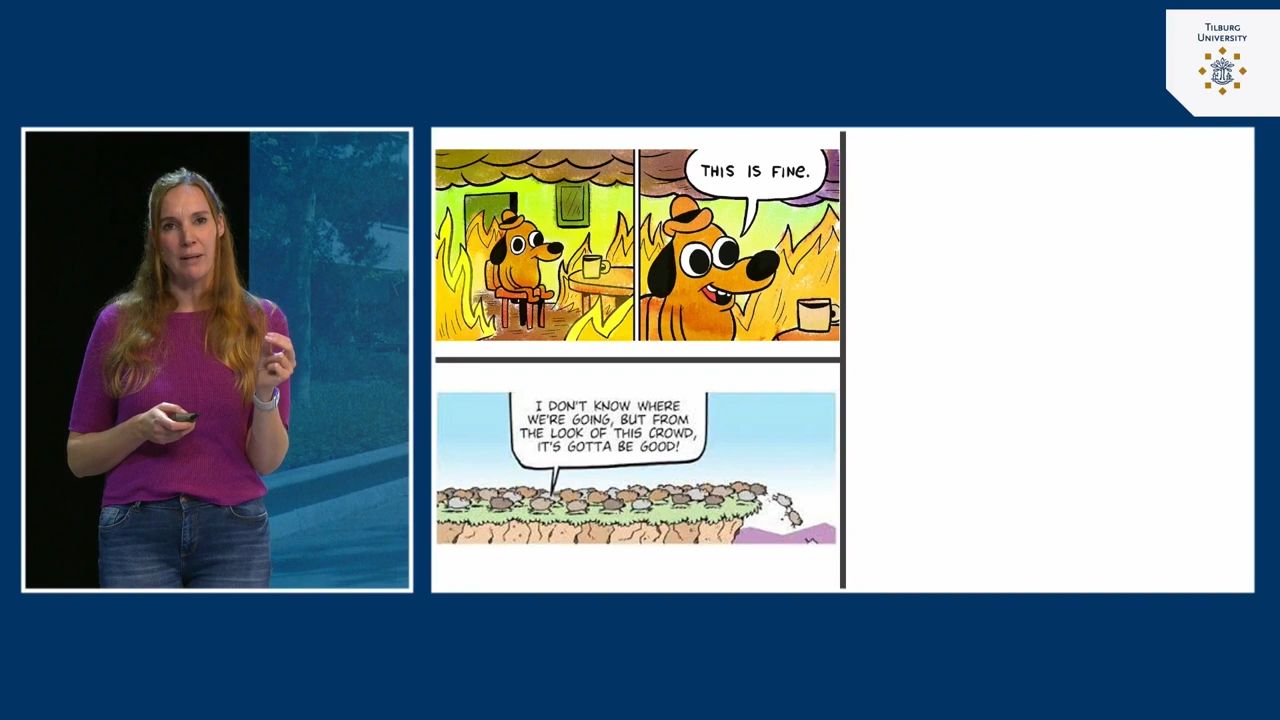 TILBURG
UNIVERSITY
THIS IS FINE.
I DON'T KNOW WHERE
WE'RE GOING, BUT FROM
THE LOOK OF THIS CROWD,
IT'S GOTTA BE GOOD!